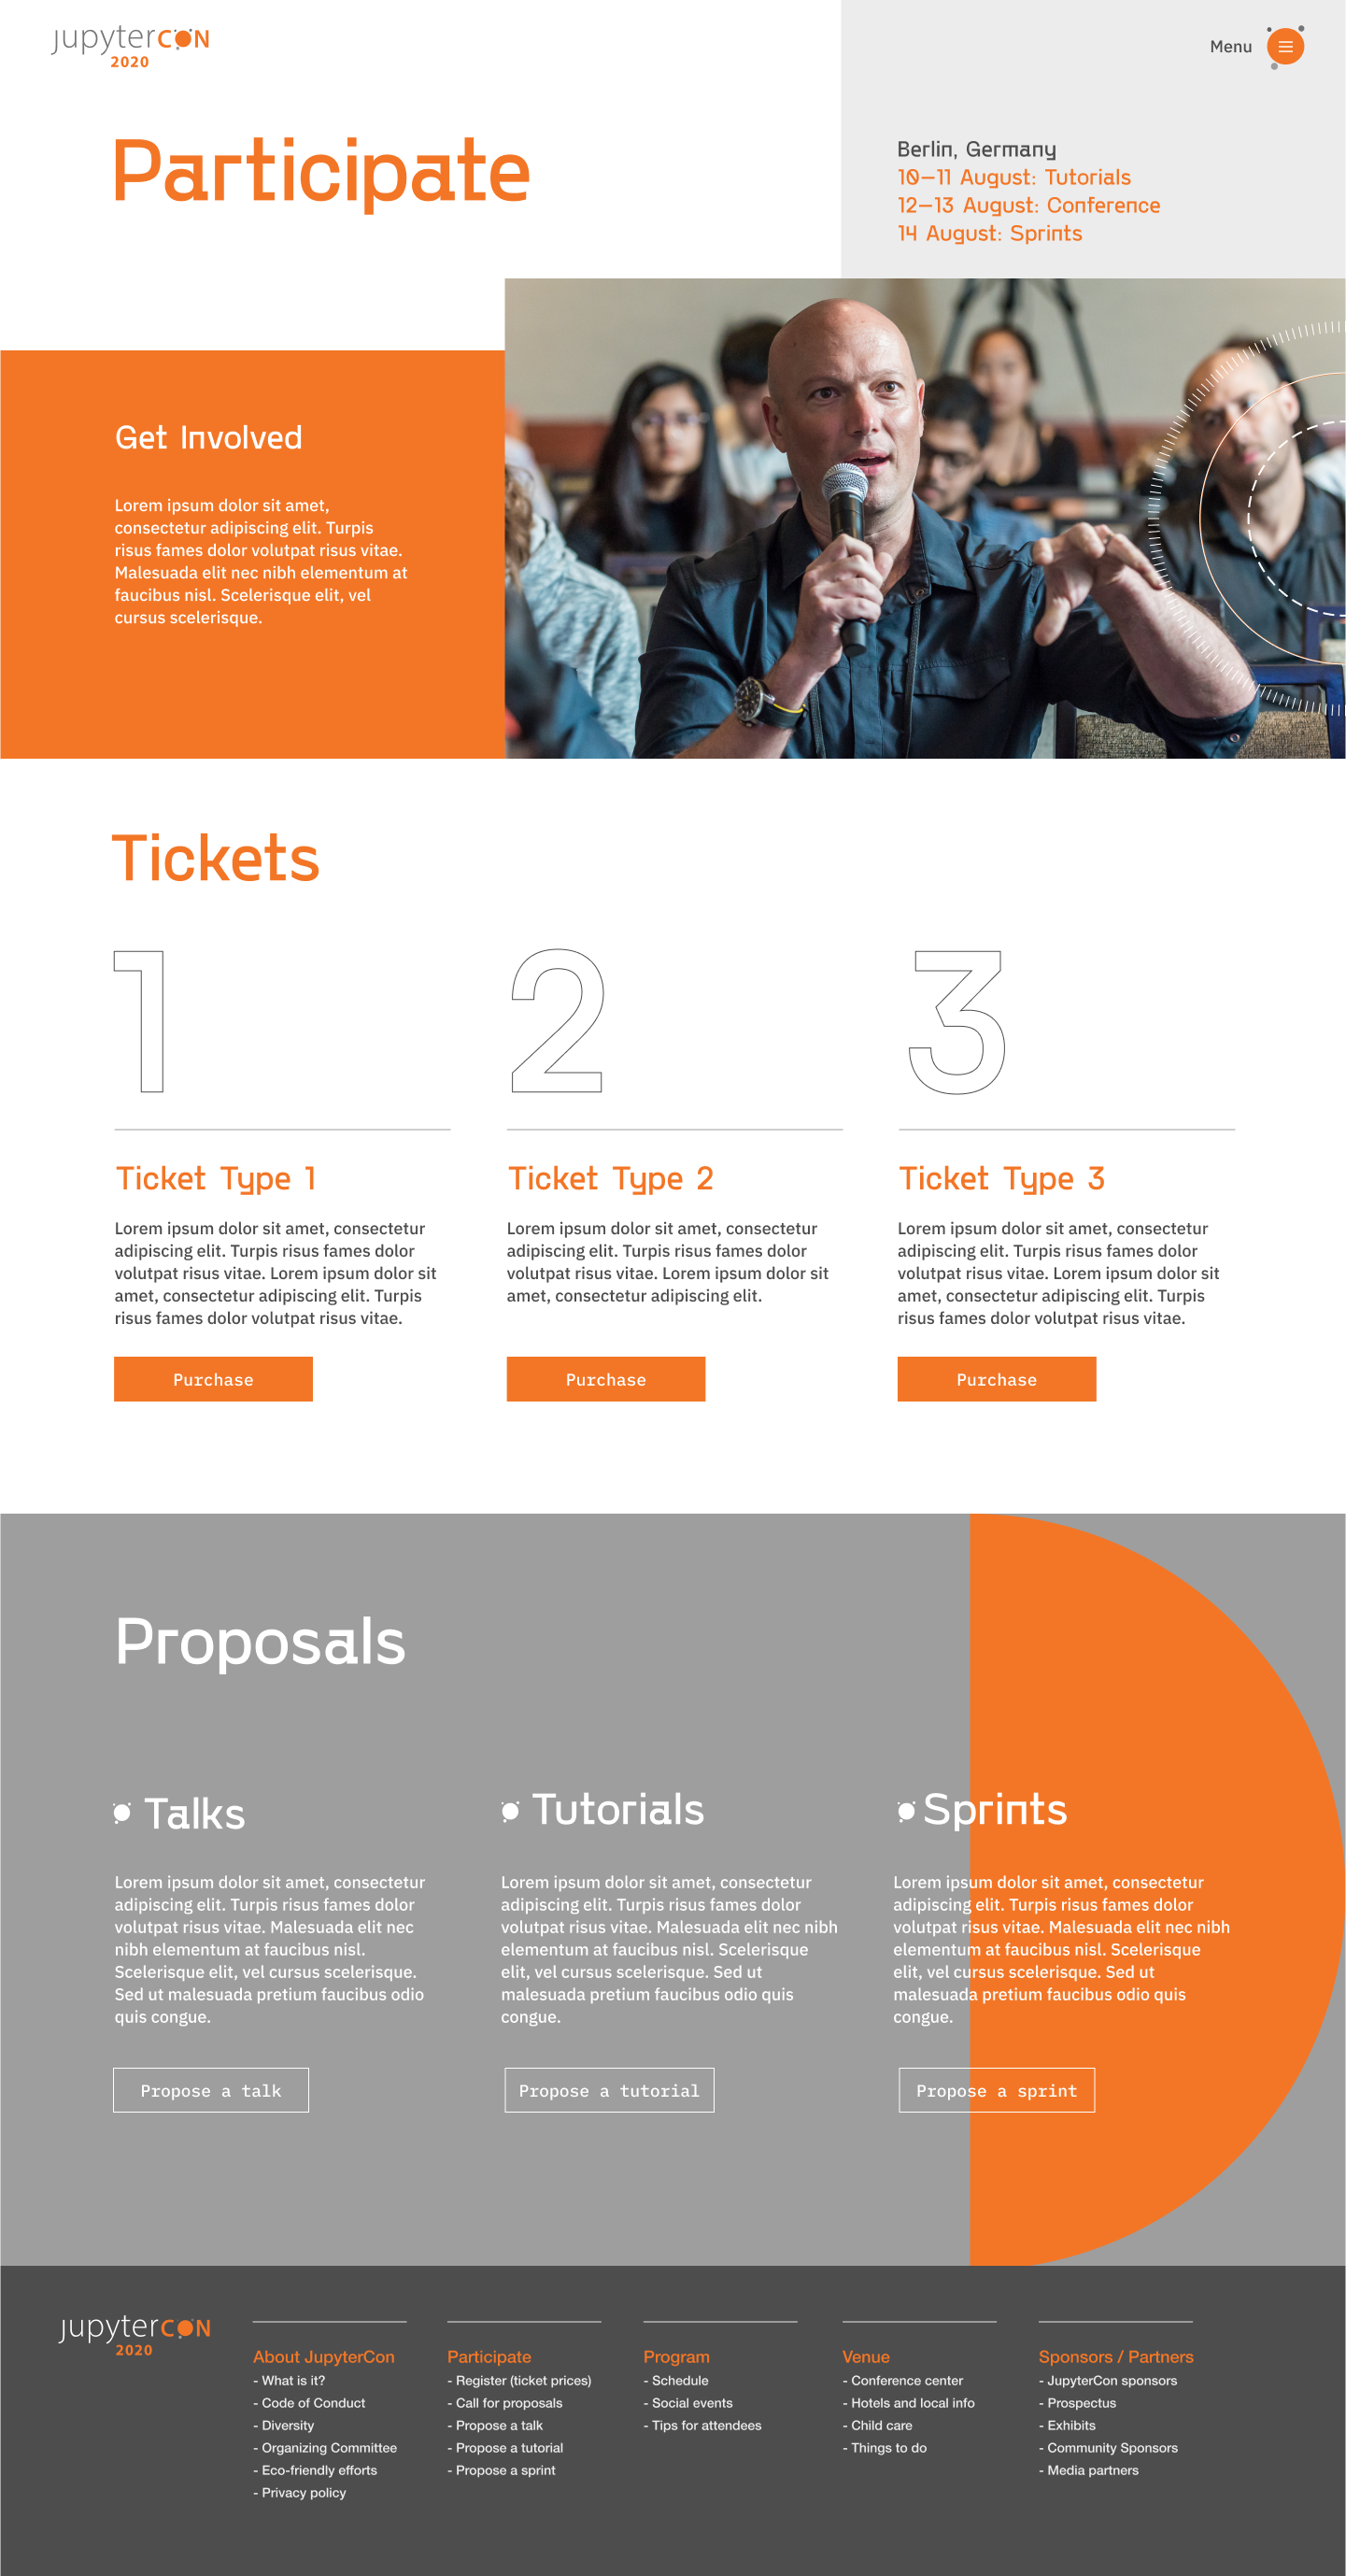 jupytercon
2020
Menu
Participate
Berlin, Germany
10–11 August: Tutorials
12–13 August: Conference
14 August: Sprints
Get Involved
Lorem ipsum dolor sit amet,
consectetur adipiscing elit. Turpis
risus fames dolor volutpat risus vitae.
Malesuada elit nec nibh elementum at
faucibus nisl. Scelerisque elit, vel
cursus scelerisque.
Tickets
1
2
3
Ticket Type 1
Lorem ipsum dolor sit amet, consectetur
adipiscing elit. Turpis risus fames dolor
volutpat risus vitae. Lorem ipsum dolor sit
amet, consectetur adipiscing elit. Turpis
risus fames dolor volutpat risus vitae.
Purchase
Ticket Type 2
Lorem ipsum dolor sit amet, consectetur
adipiscing elit. Turpis risus fames dolor
volutpat risus vitae. Lorem ipsum dolor sit
amet, consectetur adipiscing elit.
Purchase
Ticket Type 3
Lorem ipsum dolor sit amet, consectetur
adipiscing elit. Turpis risus fames dolor
volutpat risus vitae. Lorem ipsum dolor sit
amet, consectetur adipiscing elit. Turpis
risus fames dolor volutpat risus vitae.
Purchase
Proposals
Talks
Lorem ipsum dolor sit amet, consectetur
adipiscing elit. Turpis risus fames dolor
volutpat risus vitae. Malesuada elit nec
nibh elementum at faucibus nisl.
Scelerisque elit, vel cursus scelerisque.
Sed ut malesuada pretium faucibus odio
quis congue.
Propose a talk
Tutorials
Lorem ipsum dolor sit amet, consectetur
adipiscing elit. Turpis risus fames dolor
volutpat risus vitae. Malesuada elit nec nibh
elementum at faucibus nisl. Scelerisque
elit, vel cursus scelerisque. Sed ut
malesuada pretium faucibus odio quis
congue.
Propose a tutorial
Sprints
Lorem ipsum dolor sit amet, consectetur
adipiscing elit. Turpis risus fames dolor
volutpat risus vitae. Malesuada elit nec nibh
elementum at faucibus nisl. Scelerisque
elit, vel cursus scelerisque. Sed ut
malesuada pretium faucibus odio quis
congue.
Propose a sprint
jupytercon
2020
About JupyterCon
- What is it?
- Code of Conduct
- Diversity
- Organizing Committee
- Eco-friendly efforts
- Privacy policy
Participate
- Register (ticket prices)
- Call for proposals
- Propose a talk
- Propose a tutorial
- Propose a sprint
Program
- Schedule
- Social events
- Tips for attendees
Venue
- Conference center
- Hotels and local info
- Child care
- Things to do
Sponsors / Partners
- JupyterCon sponsors
- Prospectus
- Exhibits
- Community Sponsors
- Media partners